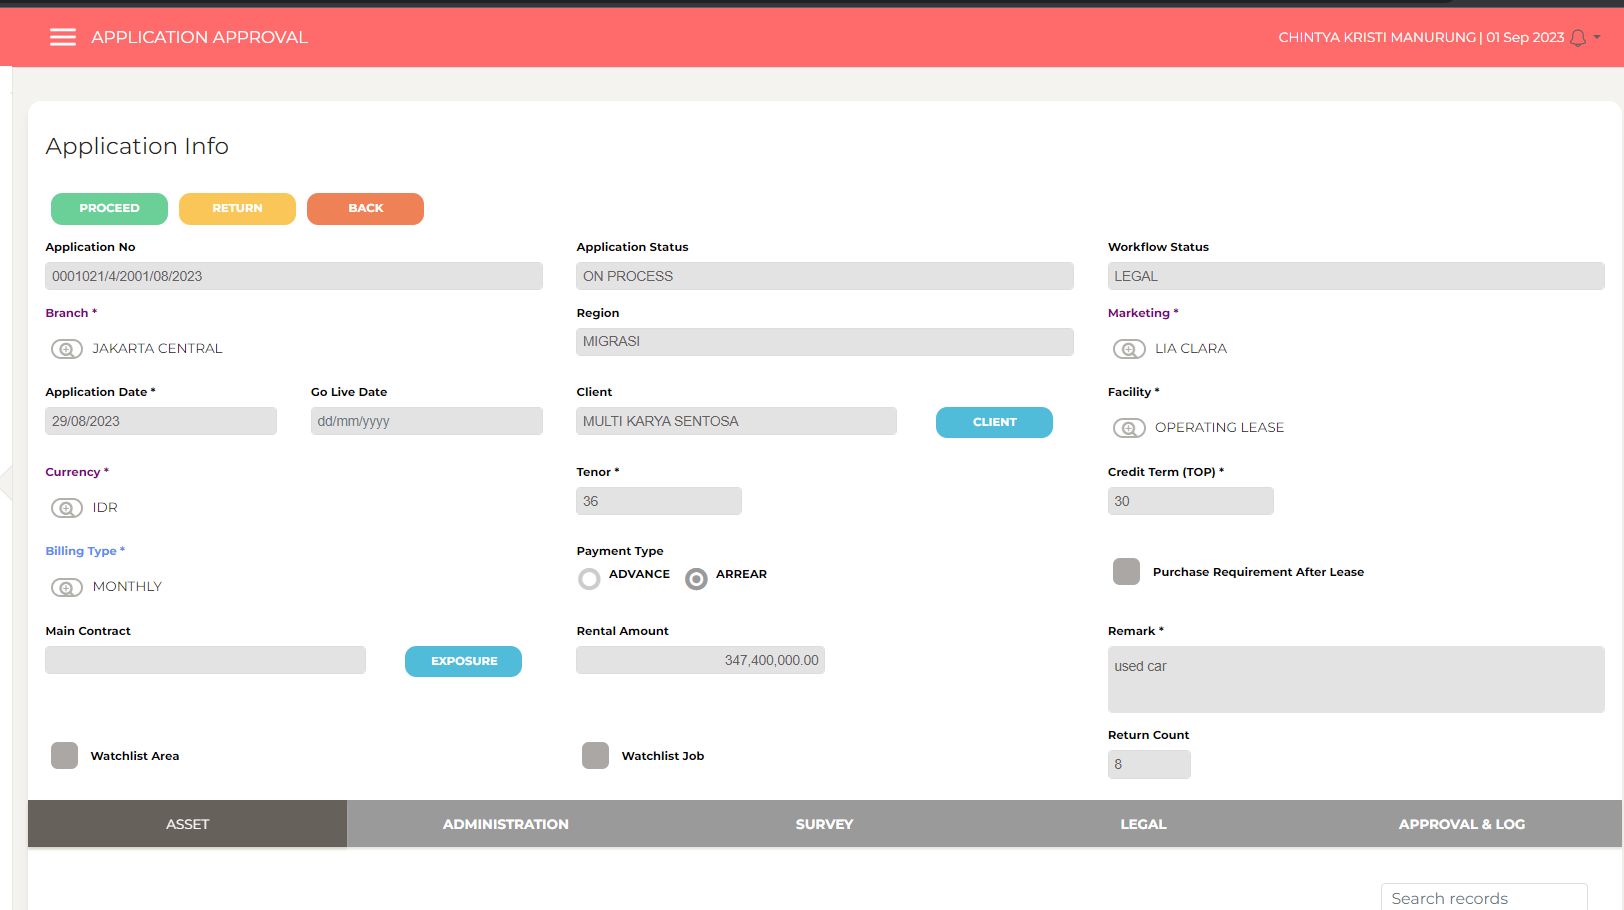 APPLICATION APPROVAL
CHINTYA KRISTI MANURUNG | 01 Sep 2023
Application Info
PROCEED RETURN BACK
Application No Application Status Workflow Status
0001021/4/2001/08/2023 ON PROCESS LEGAL
Branch * Region Marketing *
JAKARTA CENTRAL MIGRASI LIA CLARA
Application Date * Go Live Date Client Facility *
29/08/2023 dd/mm/yyyy MULTI KARYA SENTOSA CLIENT OPERATING LEASE
Currency * Tenor * Credit Term (TOP) *
IDR 36 30
Billing Type * Payment Type
MONTHLY ADVANCE ARREAR Purchase Requirement After Lease
Main Contract Rental Amount Remark *
EXPOSURE 347,400,000.00 used car
Return Count
Watchlist Area Watchlist Job 8
ASSET ADMINISTRATION SURVEY LEGAL APPROVAL & LOG
Search records